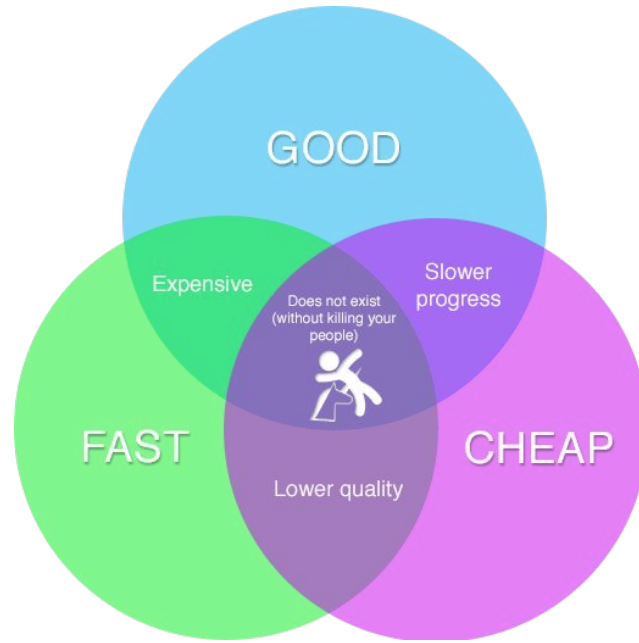 GOOD
Expensive
Slower
progress
Does not exist
(without killing your
people)
FAST
CHEAP
Lower quality